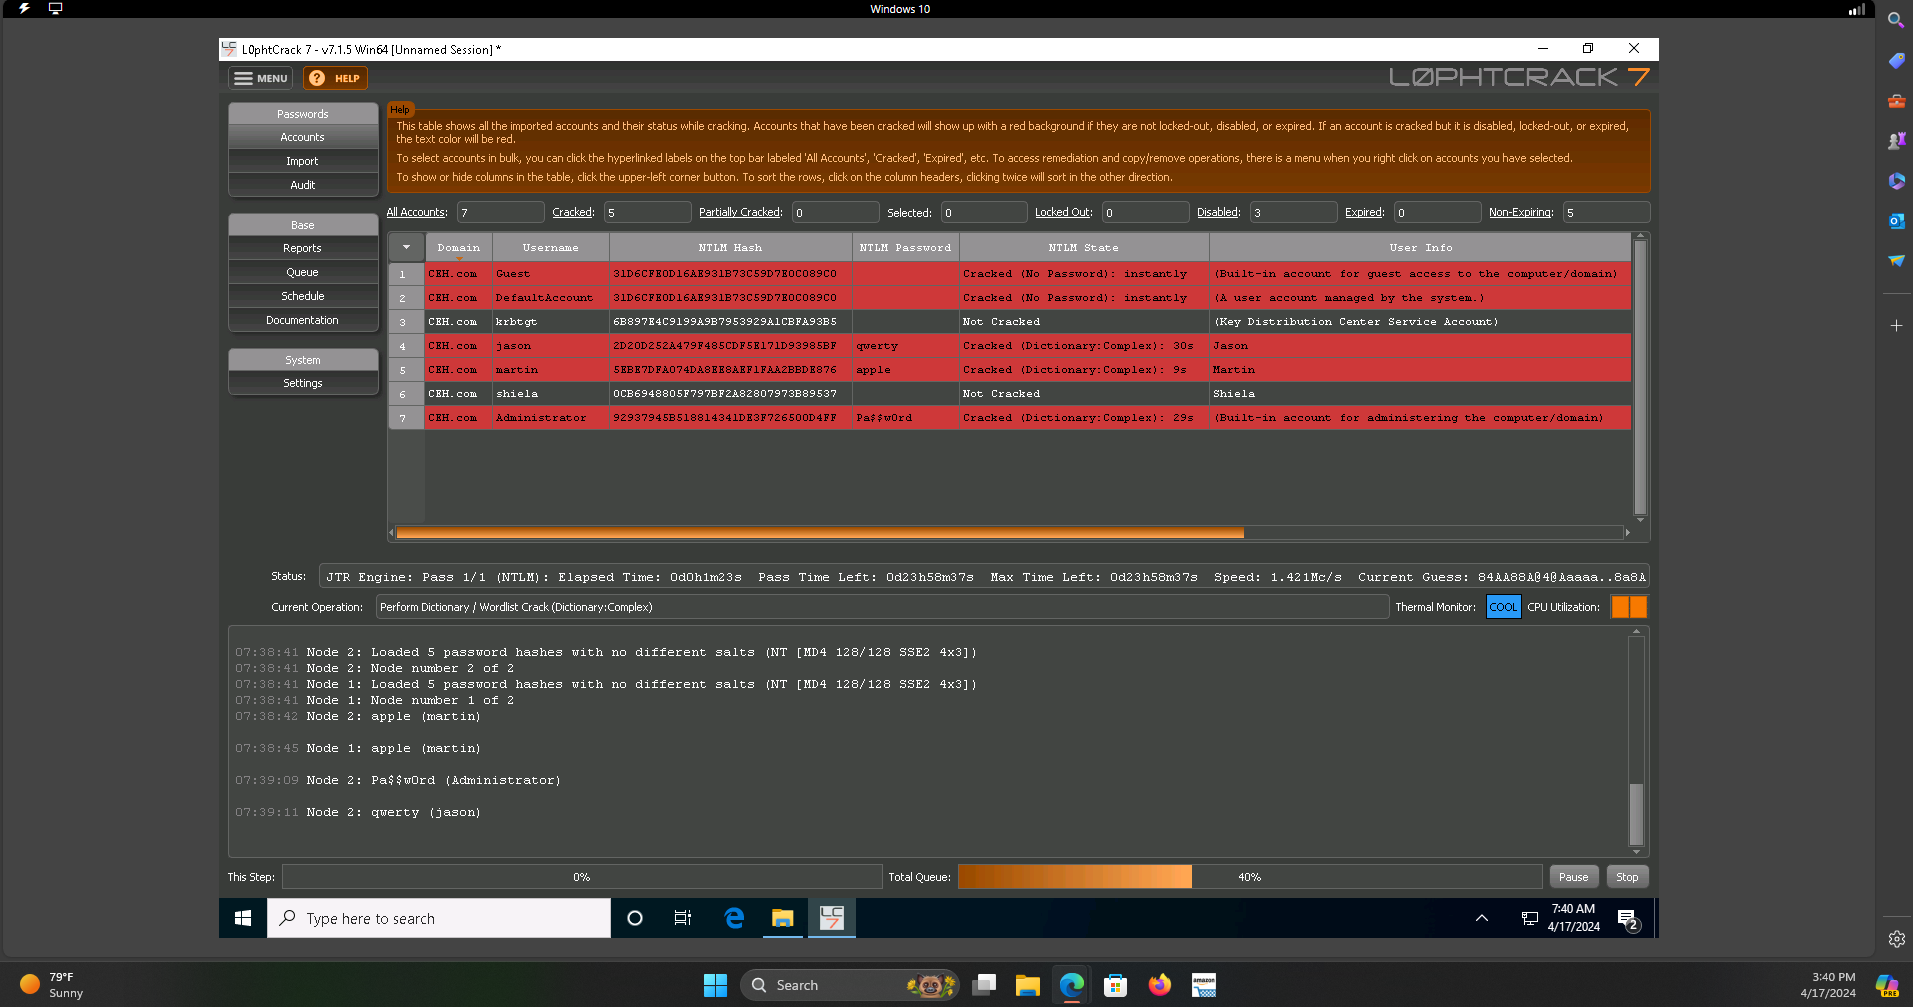 Windows 10
L0phtCrack 7 - v7.1.5 Win64 [Unnamed Session] *
MENU
? HELP
LØPHTCRACK 7
Passwords
Accounts
Import
Audit
Base
Reports
Queue
Schedule
Documentation
System
Settings
Help
This table shows all the imported accounts and their status while cracking. Accounts that have been cracked will show up with a red background if they are not locked-out, disabled, or expired. If an account is cracked but it is disabled, locked-out, or expired,
the text color will be red.
To select accounts in bulk, you can click the hyperlinked labels on the top bar labeled 'All Accounts', 'Cracked', 'Expired', etc. To access remediation and copy/remove operations, there is a menu when you right click on accounts you have selected.
To show or hide columns in the table, click the upper-left corner button. To sort the rows, click on the column headers, clicking twice will sort in the other direction.
All Accounts: 7 Cracked: 5 Partially Cracked: 0 Selected: 0 Locked Out: 0 Disabled: 3 Expired: 0 Non-Expiring: 5
Domain Username NTLM Hash NTLM Password NTLM State User Info
1 CEH.com Guest 31D6CFE0D16AE931B73C59D7E0C089C0 Cracked (No Password): instantly (Built-in account for guest access to the computer/domain)
2 CEH.com DefaultAccount 31D6CFE0D16AE931B73C59D7E0C089C0 Cracked (No Password): instantly (A user account managed by the system.)
3 CEH.com krbtgt 6B897E4C9199A9B7953929A1CBFA93B5 Not Cracked (Key Distribution Center Service Account)
4 CEH.com jason 2D20D252A479F485CDF5E171D93985BF qwerty Cracked (Dictionary:Complex): 30s Jason
5 CEH.com martin 5EBE7DFA074DA8EE8AEF1FAA2BBDE876 apple Cracked (Dictionary:Complex): 9s Martin
6 CEH.com shiela 0CB6948805F797BF2A82807973B89537 Not Cracked Shiela
7 CEH.com Administrator 92937945B518814341DE3F726500D4FF Pa$$w0rd Cracked (Dictionary:Complex): 29s (Built-in account for administering the computer/domain)
Status: JTR Engine: Pass 1/1 (NTLM): Elapsed Time: 0d0h1m23s Pass Time Left: 0d23h58m37s Max Time Left: 0d23h58m37s Speed: 1.421Mc/s Current Guess: 84AA88A@4@Aaaaa..8a8A
Current Operation: Perform Dictionary / Wordlist Crack (Dictionary:Complex) Thermal Monitor: COOL CPU Utilization:
07:38:41 Node 2: Loaded 5 password hashes with no different salts (NT [MD4 128/128 SSE2 4x3])
07:38:41 Node 2: Node number 2 of 2
07:38:41 Node 1: Loaded 5 password hashes with no different salts (NT [MD4 128/128 SSE2 4x3])
07:38:41 Node 1: Node number 1 of 2
07:38:42 Node 2: apple (martin)
07:38:45 Node 1: apple (martin)
07:39:09 Node 2: Pa$$w0rd (Administrator)
07:39:11 Node 2: qwerty (jason)
This Step: 0% Total Queue: 40% Pause Stop
Type here to search
LC 7
7:40 AM
4/17/2024
2
79°F
Sunny
Search
amazon
3:40 PM
4/17/2024
PRE